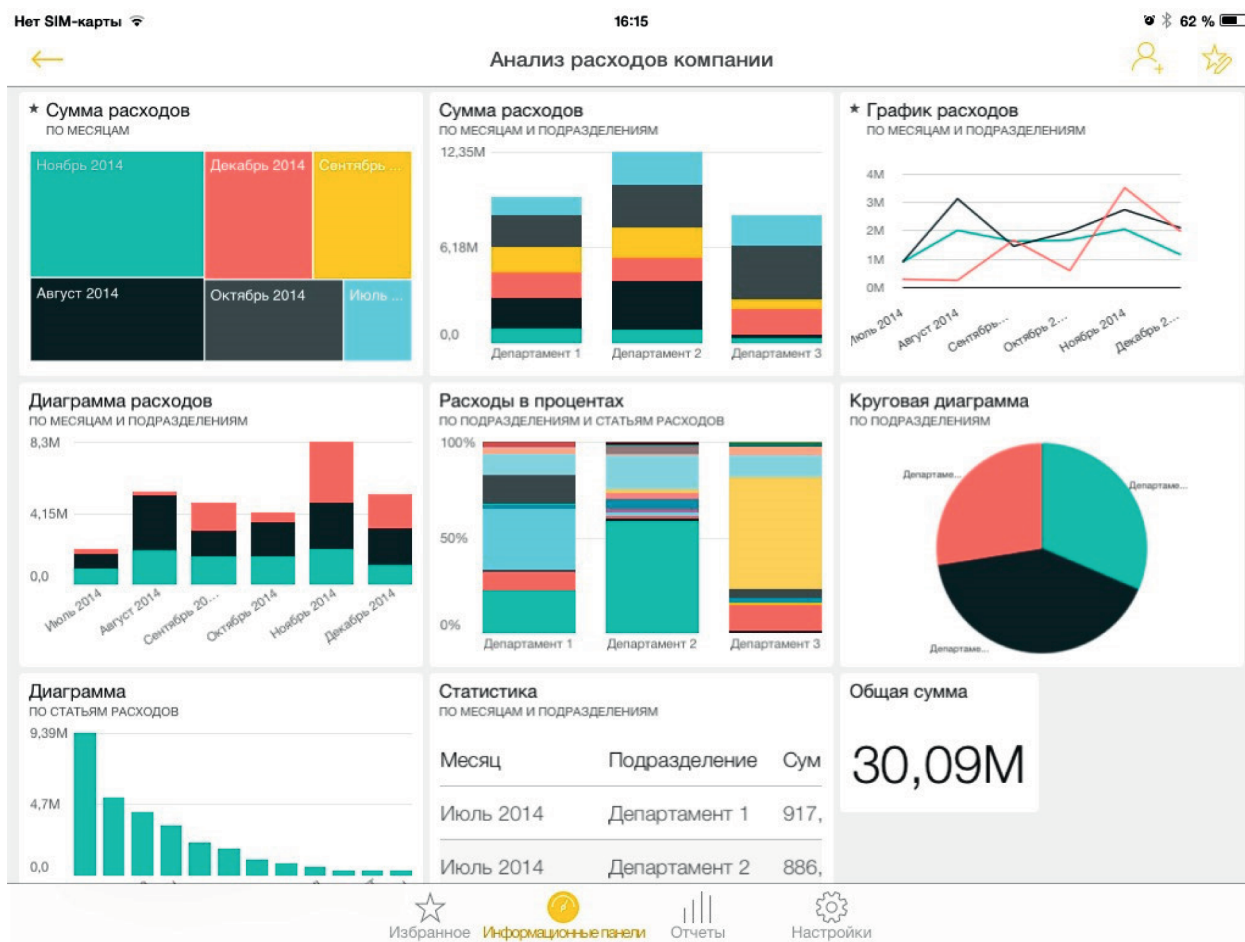 Нет SIM-карты
16:15
62 %
Анализ расходов компании
Сумма расходов
ПО МЕСЯЦАМ
Ноябрь 2014
Декабрь 2014
Сентябрь ...
Август 2014
Октябрь 2014
Июль ...
Сумма расходов
ПО МЕСЯЦАМ И ПОДРАЗДЕЛЕНИЯМ
12,35M
6,18M
0,0
Департамент 1
Департамент 2
Департамент 3
График расходов
ПО МЕСЯЦАМ И ПОДРАЗДЕЛЕНИЯМ
4M
3M
2M
1M
0M
Июль 2014
Август 2014
Сентябрь...
Октябрь 2...
Ноябрь 2014
Декабрь 2...
Диаграмма расходов
ПО МЕСЯЦАМ И ПОДРАЗДЕЛЕНИЯМ
8,3M
4,15M
0,0
Июль 2014
Август 2014
Сентябрь 20...
Октябрь 2014
Ноябрь 2014
Декабрь 2014
Расходы в процентах
ПО ПОДРАЗДЕЛЕНИЯМ И СТАТЬЯМ РАСХОДОВ
100%
50%
0%
Департамент 1
Департамент 2
Департамент 3
Круговая диаграмма
ПО ПОДРАЗДЕЛЕНИЯМ
Департаме...
Департаме...
Департаме...
Диаграмма
ПО СТАТЬЯМ РАСХОДОВ
9,39M
4,7M
0,0
Статистика
ПО МЕСЯЦАМ И ПОДРАЗДЕЛЕНИЯМ
Месяц Подразделение Сум
Июль 2014 Департамент 1 917,
Июль 2014 Департамент 2 886,
Общая сумма
30,09M
Избранное
Информационные панели
Отчеты
Настройки